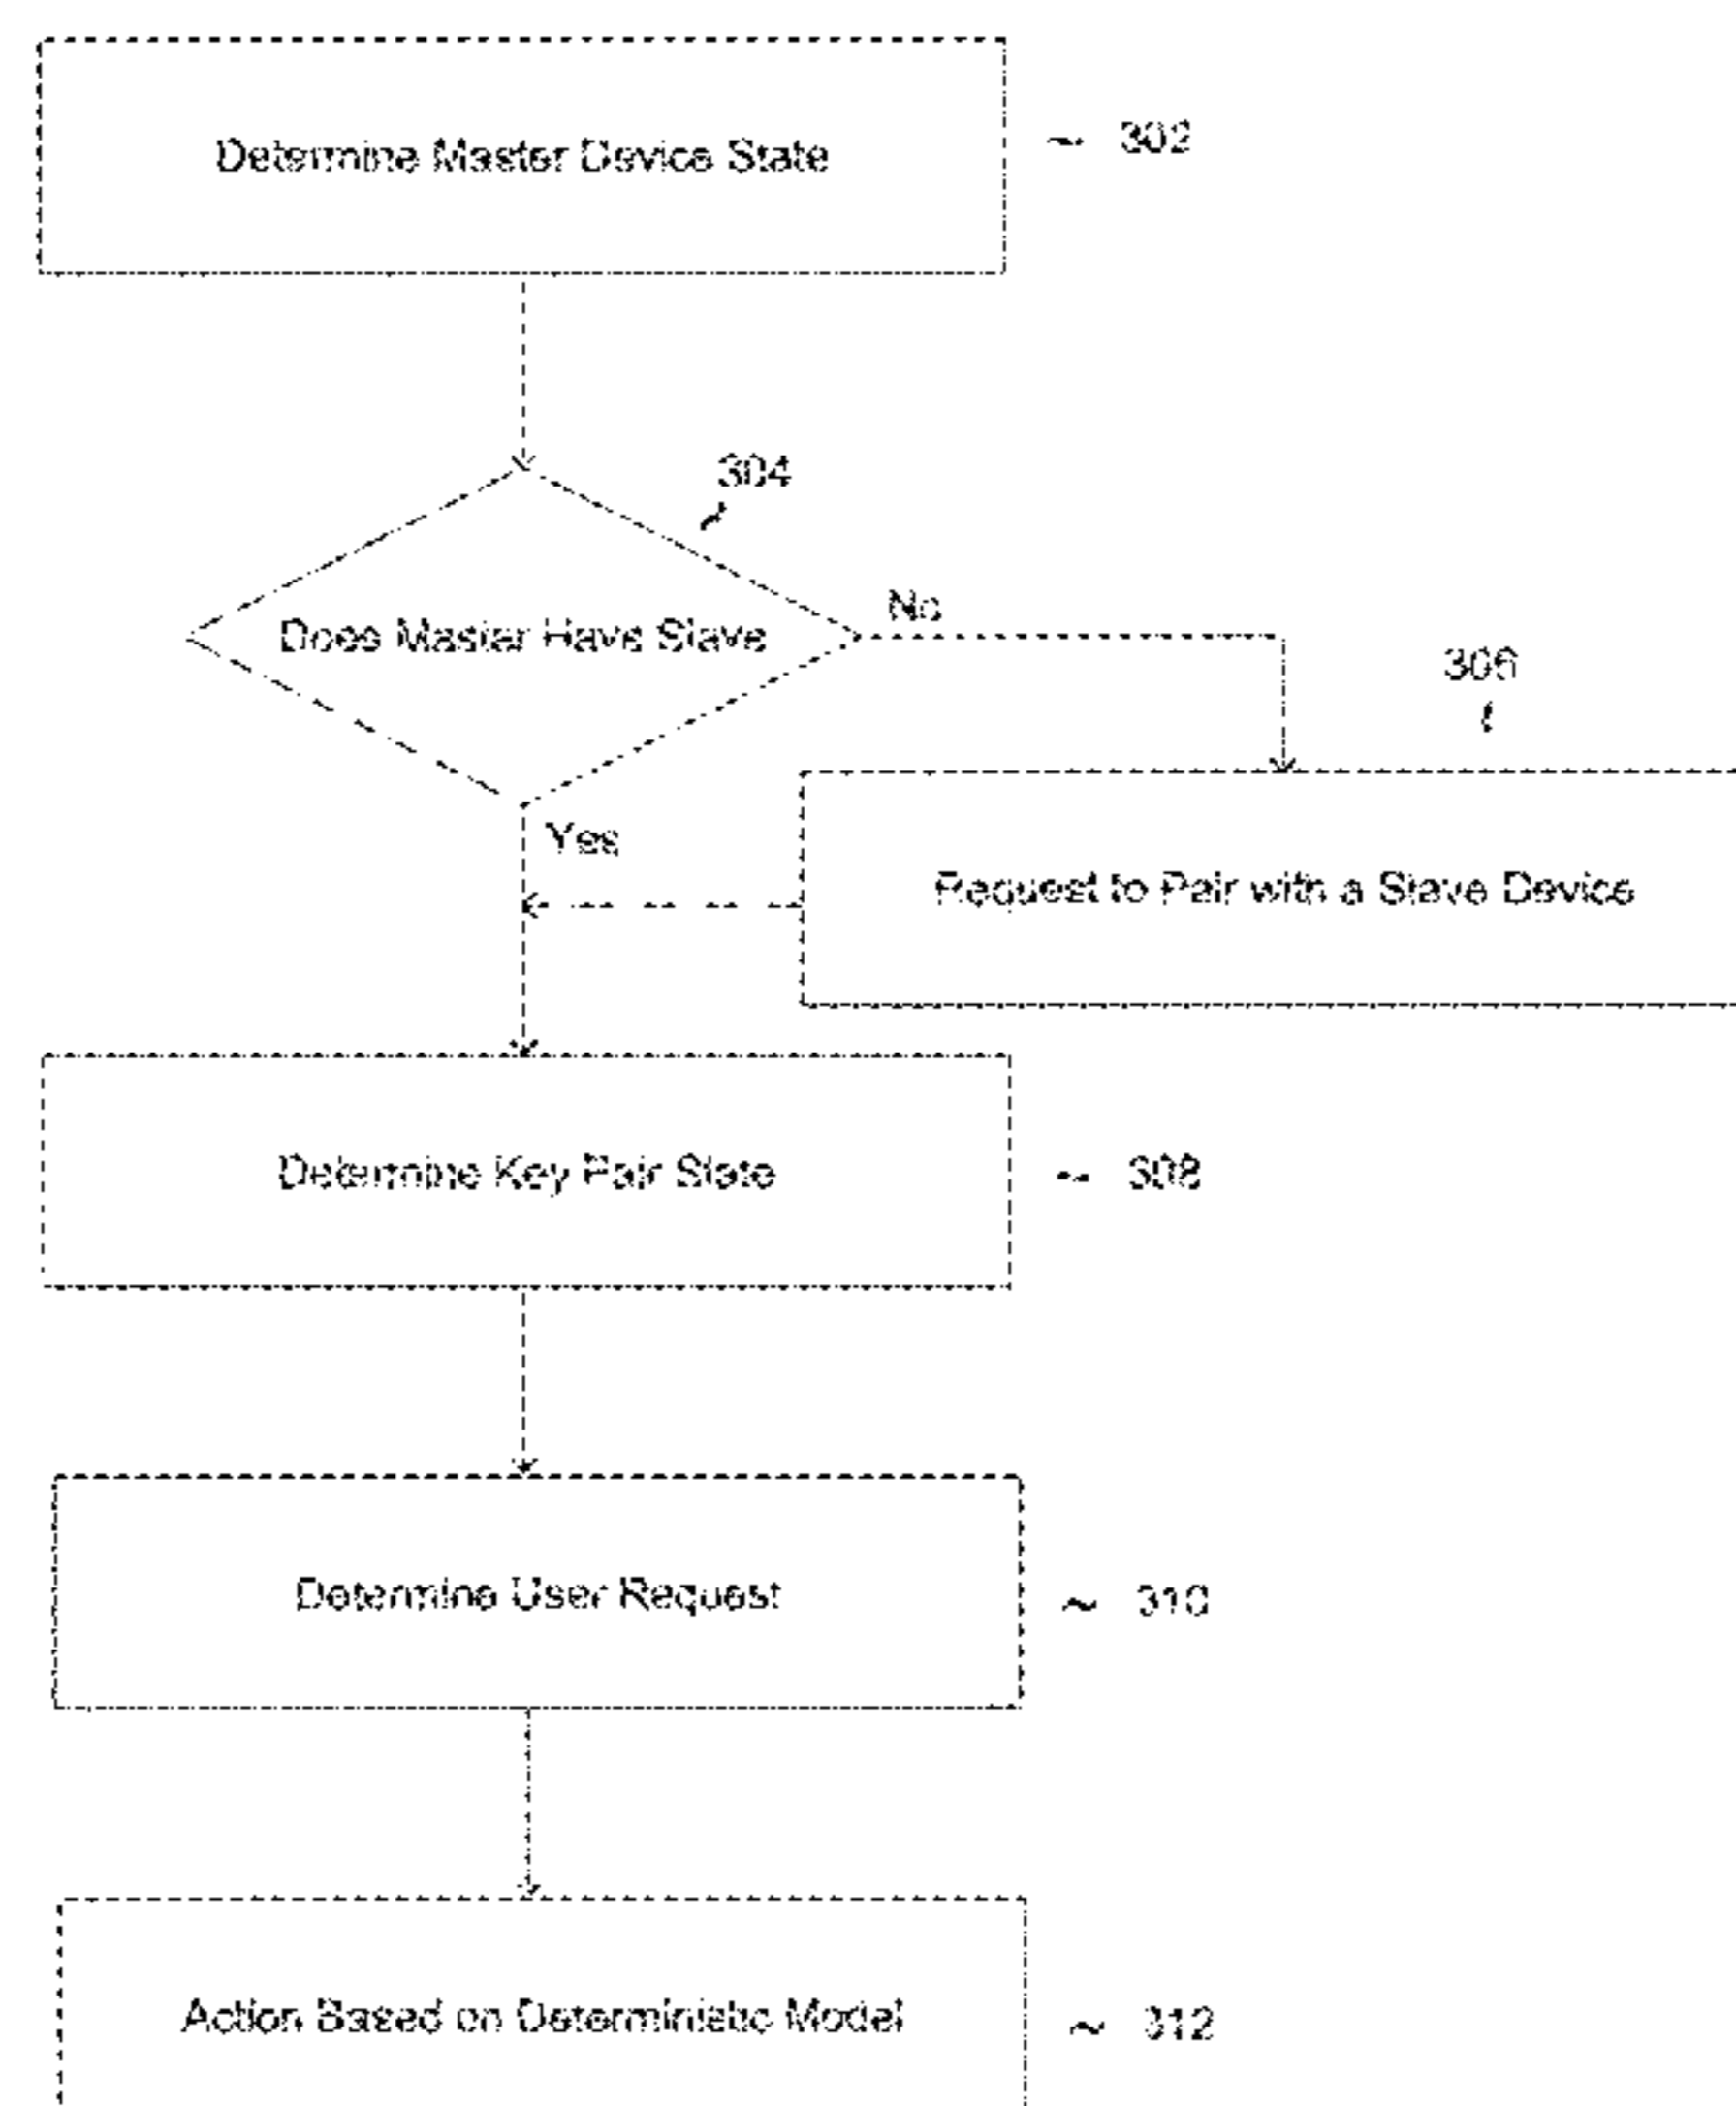 Determine Master Device State
~ 302
304
Does Master Have Slave
No
306
Yes
Request to Pair with a Slave Device
Determine Key Pair State
~ 308
Determine User Request
~ 310
Action Based on Deterministic Model
~ 312